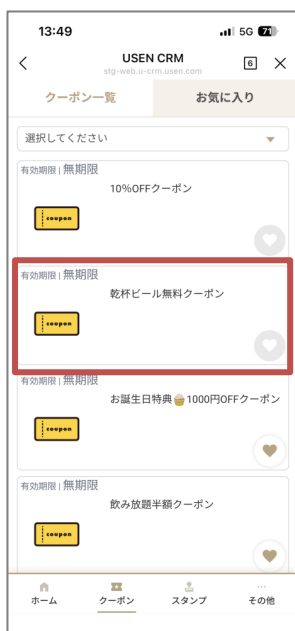 13:49
5G 71
USEN CRM
stg-web.u-crm.usen.com
6
クーポン一覧
お気に入り
選択してください
有効期限 | 無期限
10%OFFクーポン
coupon
有効期限 | 無期限
乾杯ビール無料クーポン
coupon
有効期限 | 無期限
お誕生日特典🧁1000円OFFクーポン
coupon
有効期限 | 無期限
飲み放題半額クーポン
coupon
ホーム
クーポン
スタンプ
その他